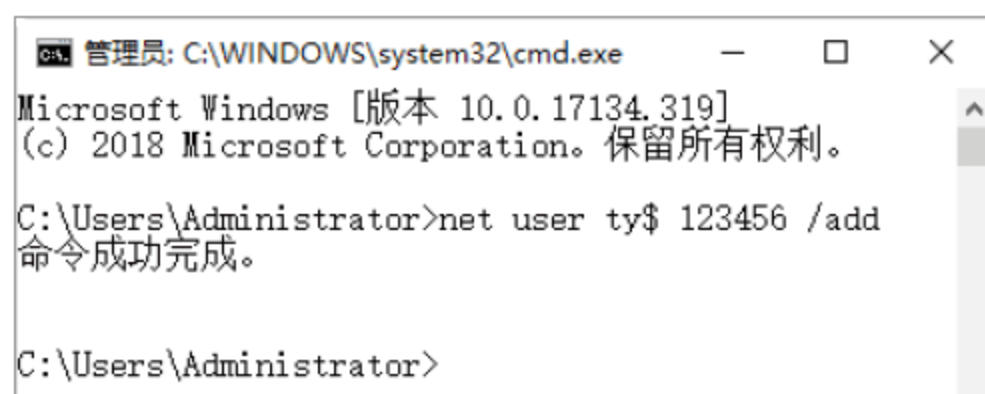 管理员: C:\WINDOWS\system32\cmd.exe
Microsoft Windows [版本 10.0.17134.319]
(c) 2018 Microsoft Corporation。保留所有权利。
C:\Users\Administrator>net user ty$ 123456 /add
命令成功完成。
C:\Users\Administrator>